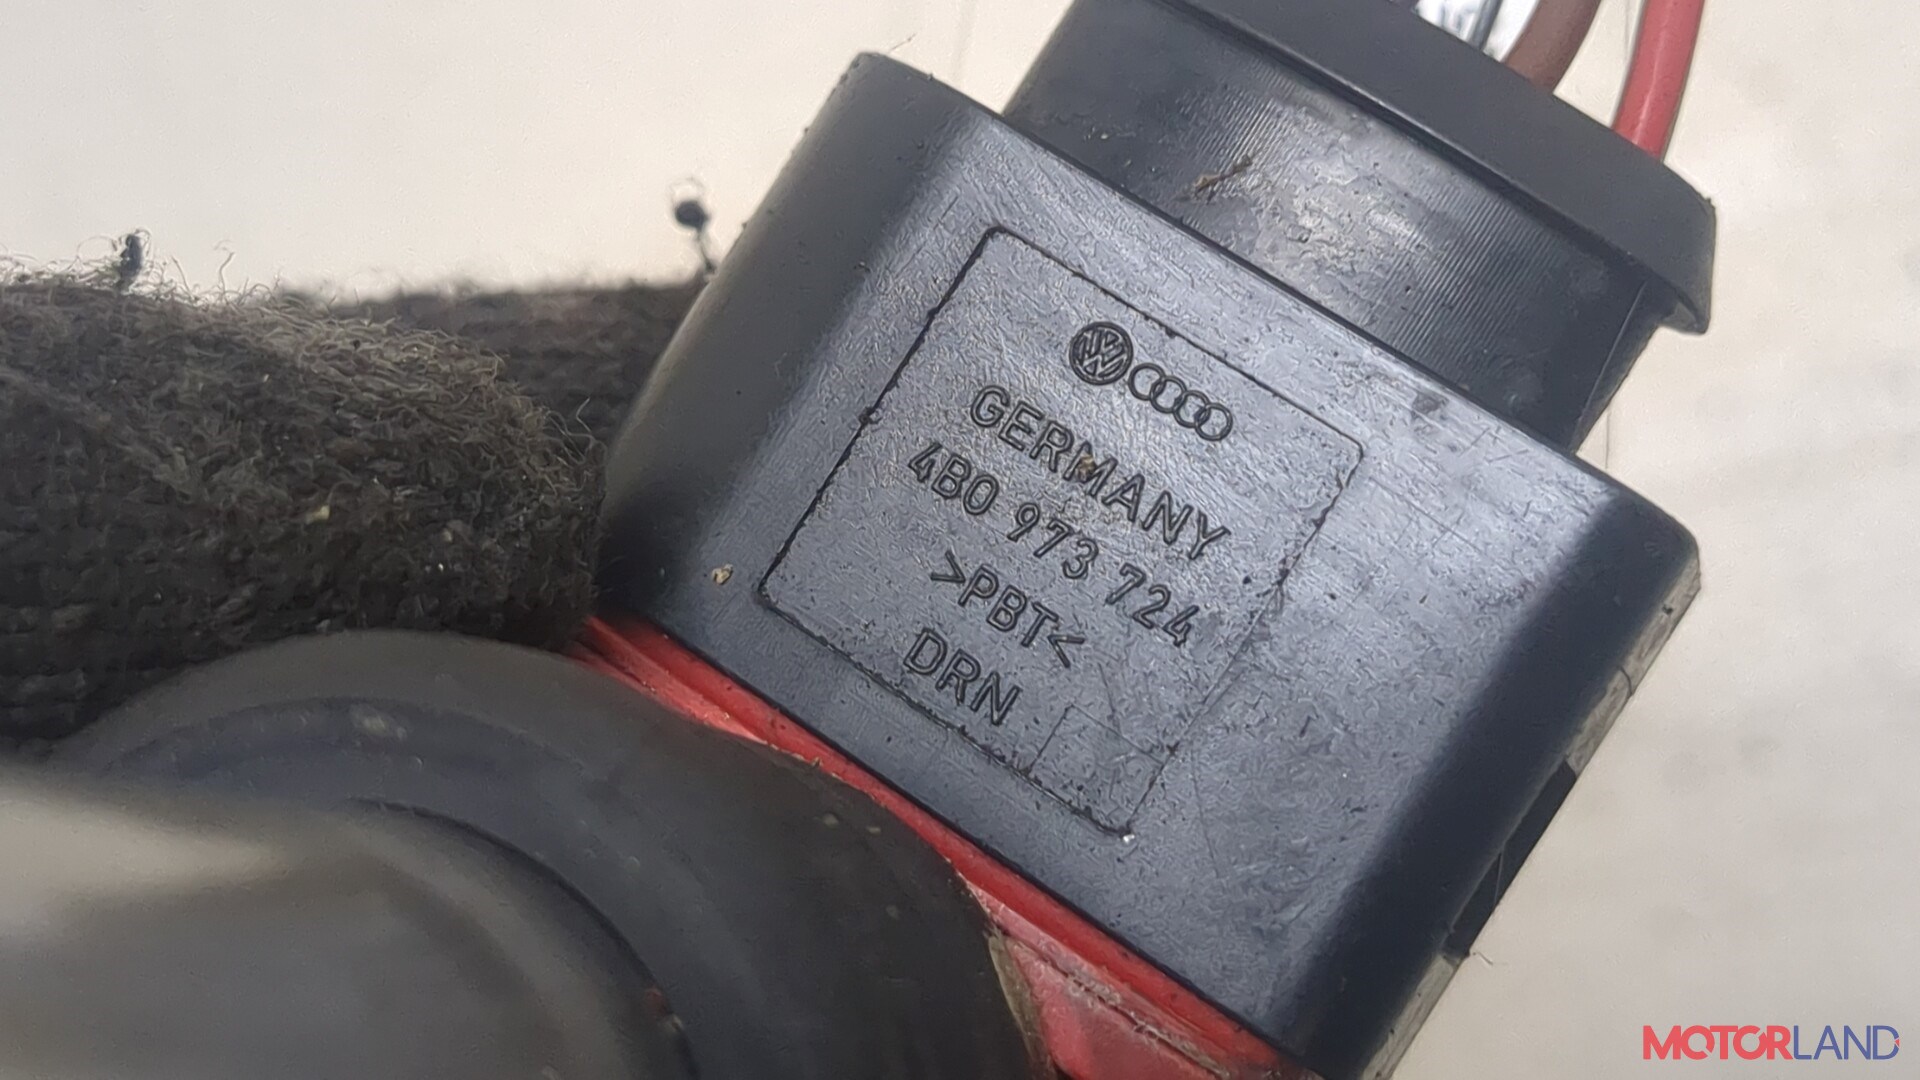 GERMANY
4B0 973 724
>PBT<
DRN
MOTORLAND